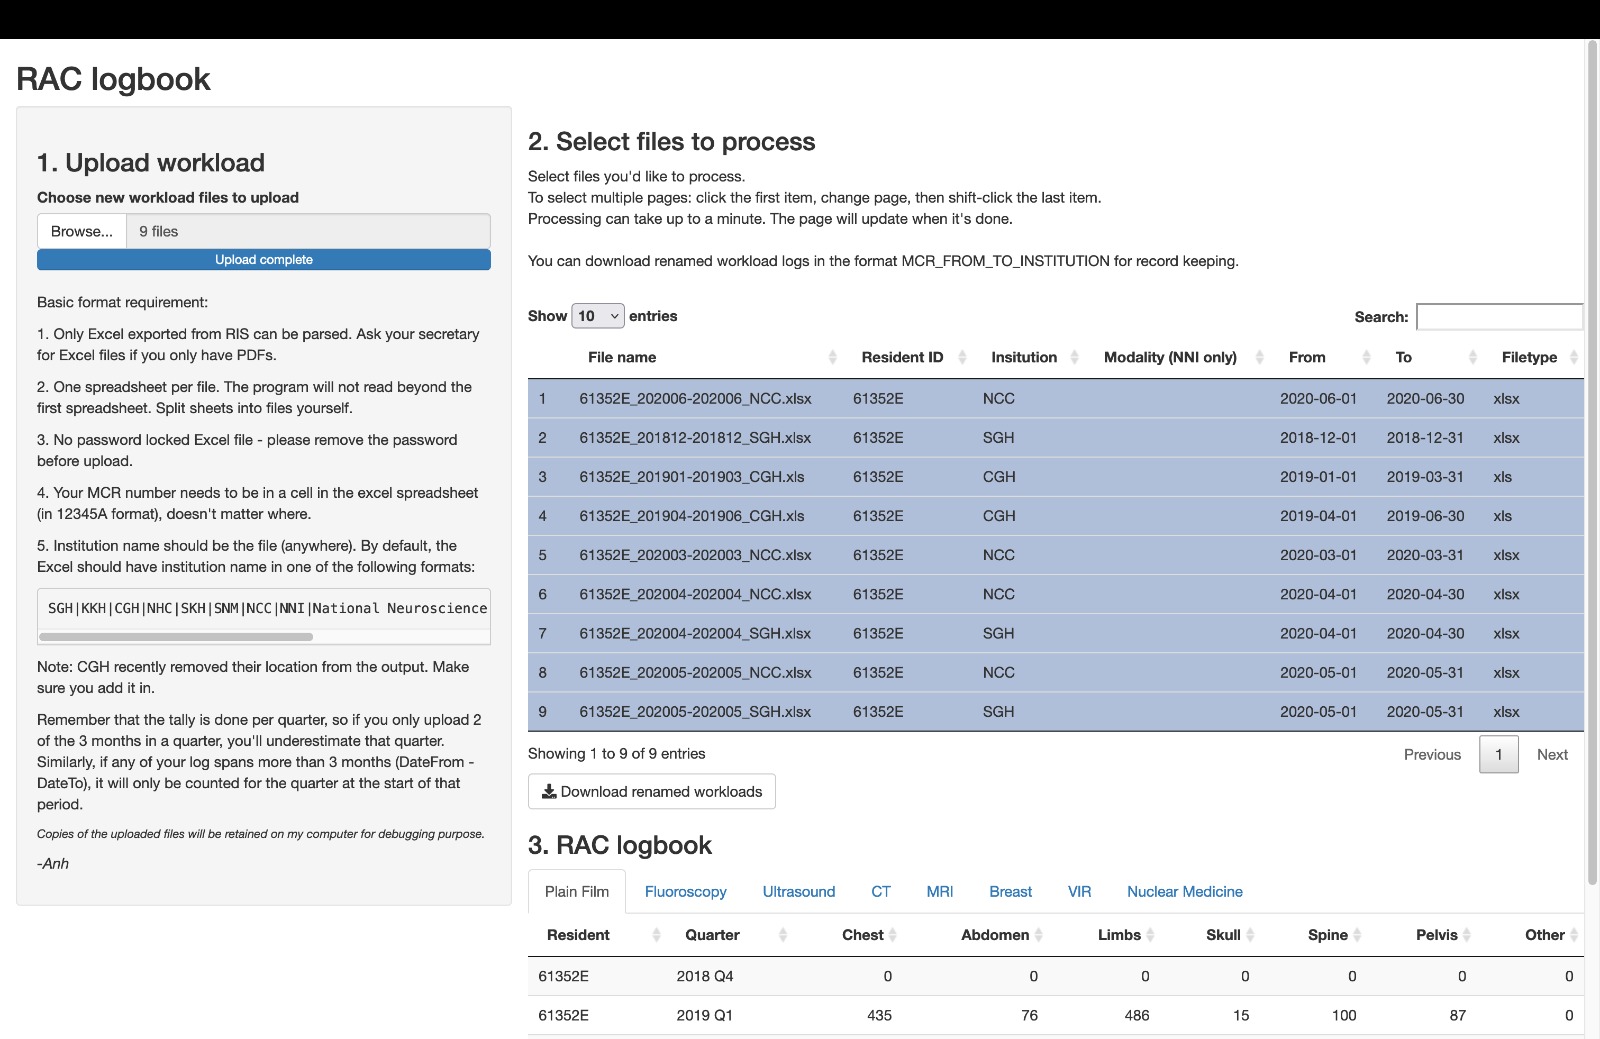 RAC logbook
1. Upload workload
Choose new workload files to upload
Browse... 9 files
Upload complete
Basic format requirement:
1. Only Excel exported from RIS can be parsed. Ask your secretary
for Excel files if you only have PDFs.
2. One spreadsheet per file. The program will not read beyond the
first spreadsheet. Split sheets into files yourself.
3. No password locked Excel file - please remove the password
before upload.
4. Your MCR number needs to be in a cell in the excel spreadsheet
(in 12345A format), doesn't matter where.
5. Institution name should be the file (anywhere). By default, the
Excel should have institution name in one of the following formats:
SGH|KKH|CGH|NHC|SKH|SNM|NCC|NNI|National Neuroscience
Note: CGH recently removed their location from the output. Make
sure you add it in.
Remember that the tally is done per quarter, so if you only upload 2
of the 3 months in a quarter, you'll underestimate that quarter.
Similarly, if any of your log spans more than 3 months (DateFrom -
DateTo), it will only be counted for the quarter at the start of that
period.
Copies of the uploaded files will be retained on my computer for debugging purpose.
-Anh
2. Select files to process
Select files you'd like to process.
To select multiple pages: click the first item, change page, then shift-click the last item.
Processing can take up to a minute. The page will update when it's done.
You can download renamed workload logs in the format MCR_FROM_TO_INSTITUTION for record keeping.
Show 10 entries Search:
File name Resident ID Insitution Modality (NNI only) From To Filetype
1 61352E_202006-202006_NCC.xlsx 61352E NCC 2020-06-01 2020-06-30 xlsx
2 61352E_201812-201812_SGH.xlsx 61352E SGH 2018-12-01 2018-12-31 xlsx
3 61352E_201901-201903_CGH.xls 61352E CGH 2019-01-01 2019-03-31 xls
4 61352E_201904-201906_CGH.xls 61352E CGH 2019-04-01 2019-06-30 xls
5 61352E_202003-202003_NCC.xlsx 61352E NCC 2020-03-01 2020-03-31 xlsx
6 61352E_202004-202004_NCC.xlsx 61352E NCC 2020-04-01 2020-04-30 xlsx
7 61352E_202004-202004_SGH.xlsx 61352E SGH 2020-04-01 2020-04-30 xlsx
8 61352E_202005-202005_NCC.xlsx 61352E NCC 2020-05-01 2020-05-31 xlsx
9 61352E_202005-202005_SGH.xlsx 61352E SGH 2020-05-01 2020-05-31 xlsx
Showing 1 to 9 of 9 entries Previous 1 Next
Download renamed workloads
3. RAC logbook
Plain Film Fluoroscopy Ultrasound CT MRI Breast VIR Nuclear Medicine
Resident Quarter Chest Abdomen Limbs Skull Spine Pelvis Other
61352E 2018 Q4 0 0 0 0 0 0 0
61352E 2019 Q1 435 76 486 15 100 87 0